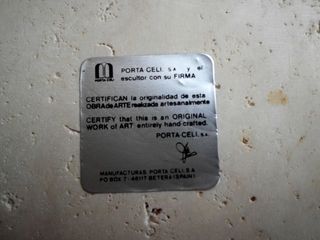 PORTA CELI, S.A. y el
escultor con su FIRMA
CERTIFICAN la originalidad de esta
OBRA de ARTE realizada artesanalmente
CERTIFY that this is an ORIGINAL
WORK of ART entirely hand-crafted.
PORTA-CELI, S.A.
MANUFACTURAS PORTA CELI, S.A.
PO BOX 7 - 46117 BETERA (SPAIN)